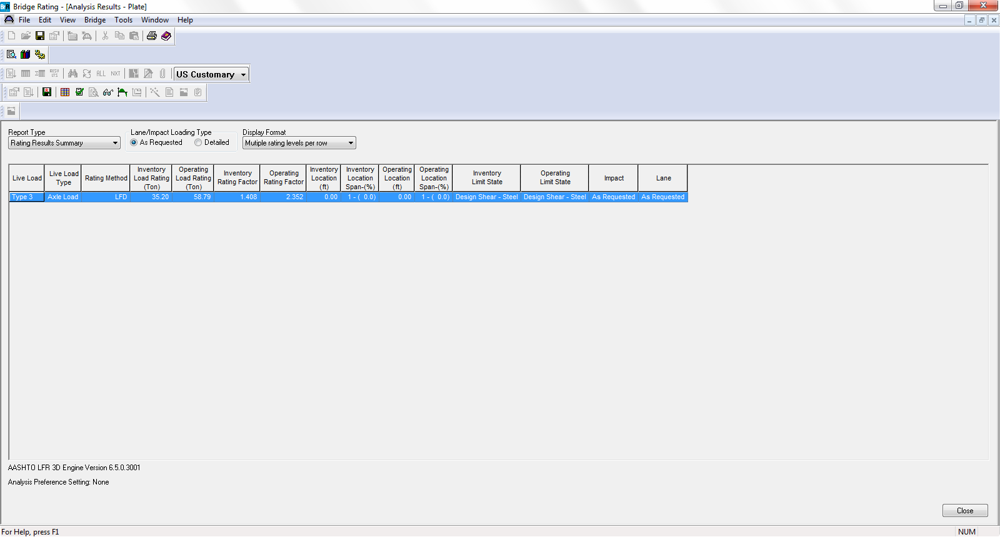 Br R Bridge Rating - [Analysis Results - Plate]
File Edit View Bridge Tools Window Help
RESU LTS ALL NXT US Customary
Report Type Lane/Impact Loading Type Display Format
Rating Results Summary As Requested Detailed Mutiple rating levels per row
Live Load Live Load Type Rating Method Inventory Load Rating (Ton) Operating Load Rating (Ton) Inventory Rating Factor Operating Rating Factor Inventory Location (ft) Inventory Location Span-(%) Operating Location (ft) Operating Location Span-(%) Inventory Limit State Operating Limit State Impact Lane
Type 3 Axle Load LFD 35.20 58.79 1.408 2.352 0.00 1 - ( 0.0) 0.00 1 - ( 0.0) Design Shear - Steel Design Shear - Steel As Requested As Requested
AASHTO LFR 3D Engine Version 6.5.0.3001
Analysis Preference Setting: None
Close
For Help, press F1 NUM